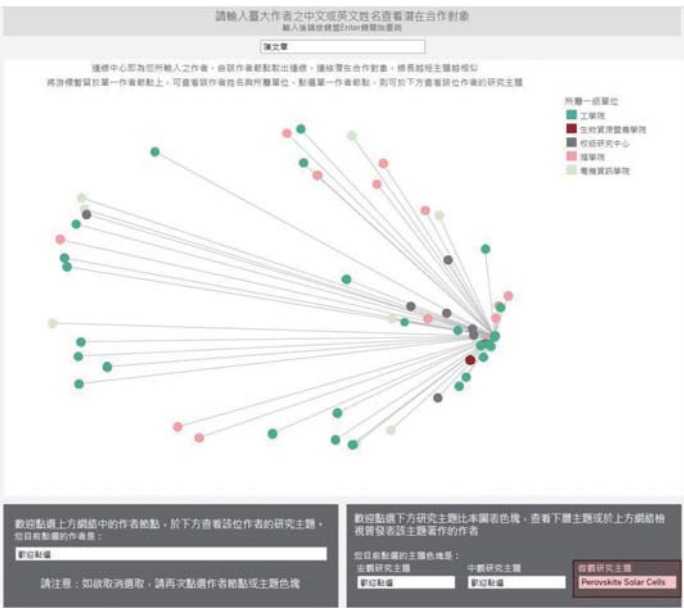 請輸入臺大作者之中文或英文姓名查看潛在合作對象
輸入後請按鍵盤Enter鍵開始查詢
陳文章
連線中心即為您所輸入之作者，由該作者節點散出連線，連結潛在合作對象，線長越短主題越相似
將游標暫留於單一作者節點上，可查看該作者姓名與所屬單位，點選單一作者節點，則可於下方查看該位作者的研究主題
所屬一級單位
工學院
生物資源暨農學院
校級研究中心
理學院
電機資訊學院
歡迎點選上方網絡中的作者節點，於下方查看該位作者的研究主題。
您目前點選的作者是：
歡迎點選
請注意：如欲取消選取，請再次點選作者節點或主題色塊
歡迎點選下方研究主題比率圖表色塊，查看下層主題或於上方網絡檢
視曾發表該主題著作的作者
您目前點選的主題色塊是：
宏觀研究主題 中觀研究主題 微觀研究主題
歡迎點選 歡迎點選 Perovskite Solar Cells